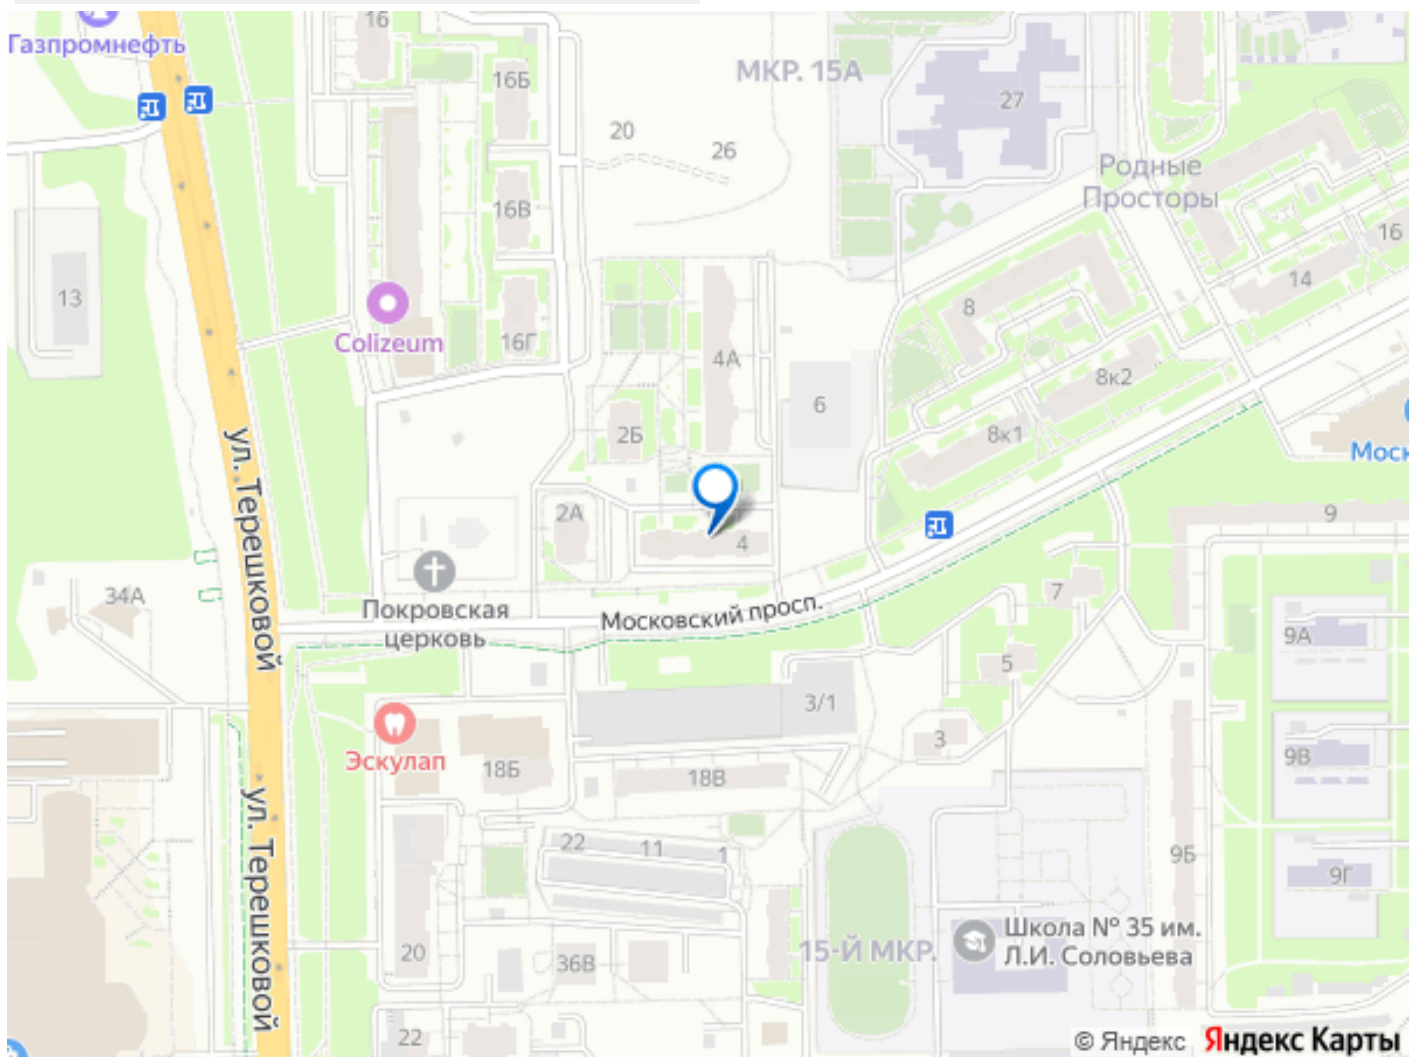 16
Газпромнефть
16Б
МКР. 15А
27
20
26
Родные
Просторы
16В
16
13
14
8
Colizeum
16Г
4А
8к2
6
2Б
8к1
Моск
ул. Терешковой
2А
4
9
34А
Покровская
церковь
Московский просп.
7
9А
5
3/1
3
Эскулап
18Б
18В
9В
ул. Терешковой
22
11
1
9Б
9Г
20
36В
15-Й МКР.
Школа № 35 им.
Л.И. Соловьева
22
© Яндекс Яндекс Карты